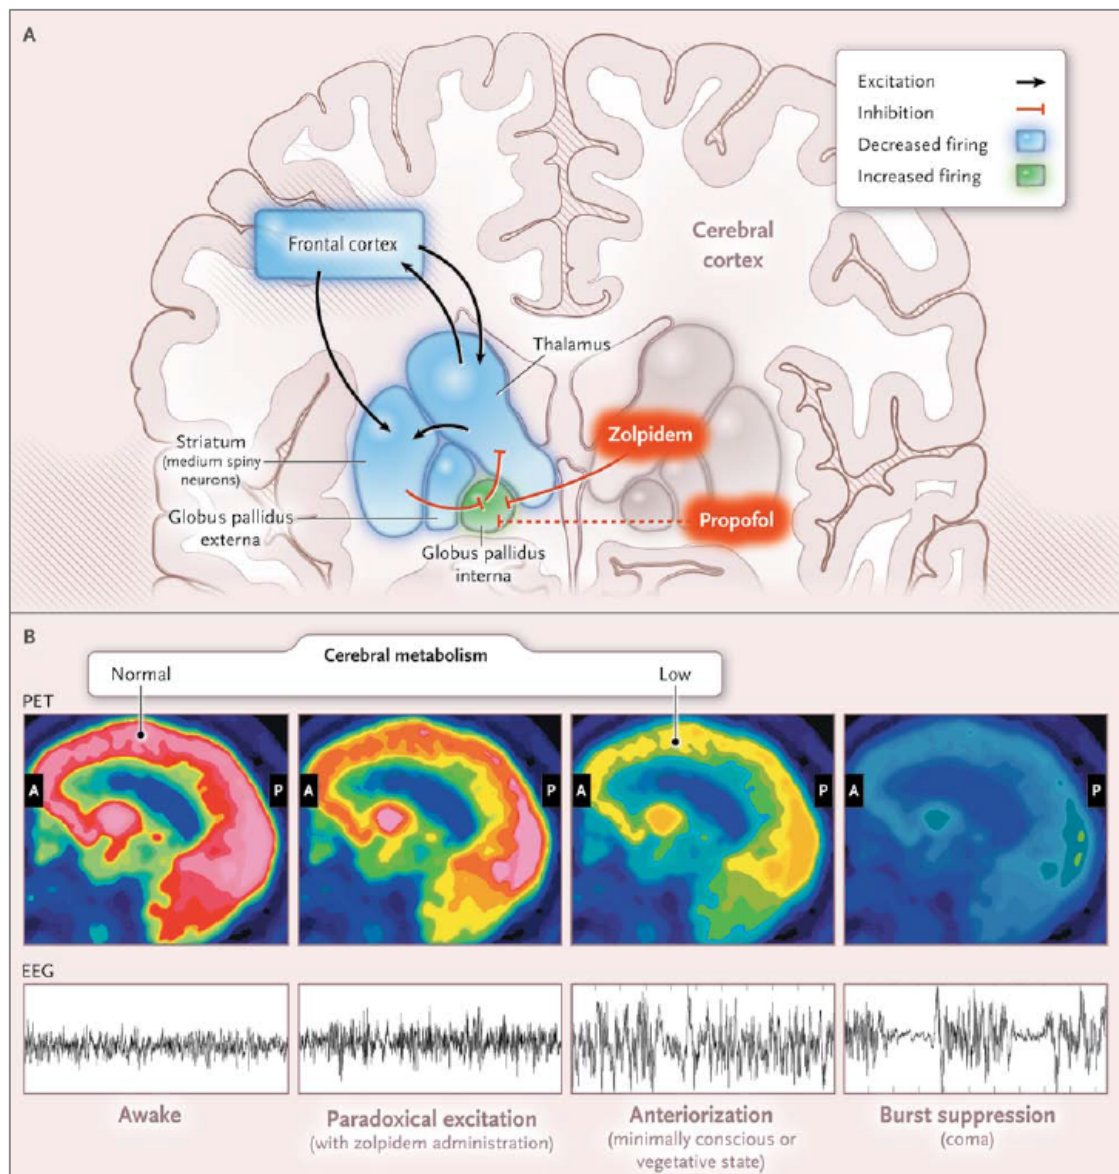 A
Excitation
Inhibition
Decreased firing
Increased firing
Frontal cortex
Cerebral
cortex
Thalamus
Striatum
(medium spiny
neurons)
Zolpidem
Globus pallidus
externa
Propofol
Globus pallidus
interna
B
Cerebral metabolism
Normal
Low
PET
A
P
A
P
A
P
A
P
EEG
Awake
Paradoxical excitation
(with zolpidem administration)
Anteriorization
(minimally conscious or
vegetative state)
Burst suppression
(coma)